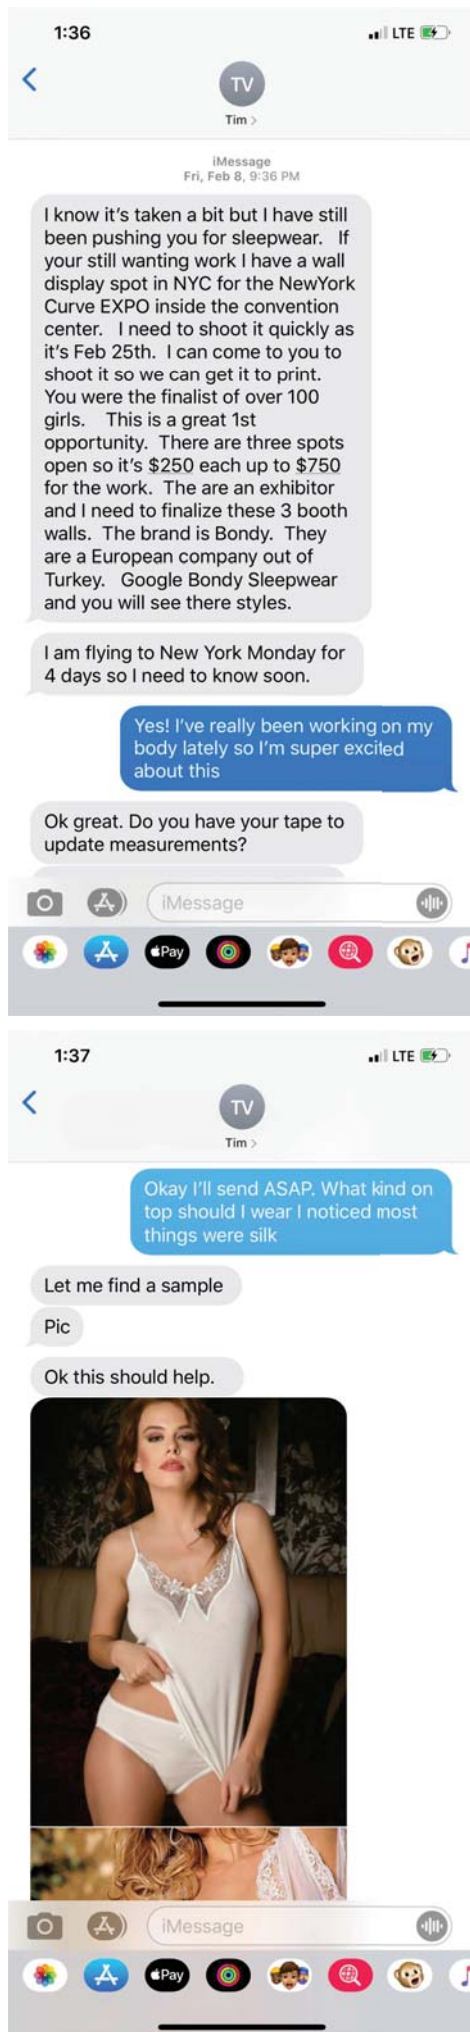 1:36
LTE
TV
Tim >
iMessage
Fri, Feb 8, 9:36 PM
I know it's taken a bit but I have still
been pushing you for sleepwear. If
your still wanting work I have a wall
display spot in NYC for the NewYork
Curve EXPO inside the convention
center. I need to shoot it quickly as
it's Feb 25th. I can come to you to
shoot it so we can get it to print.
You were the finalist of over 100
girls. This is a great 1st
opportunity. There are three spots
open so it's $250 each up to $750
for the work. The are an exhibitor
and I need to finalize these 3 booth
walls. The brand is Bondy. They
are a European company out of
Turkey. Google Bondy Sleepwear
and you will see there styles.
I am flying to New York Monday for
4 days so I need to know soon.
Yes! I've really been working on my
body lately so I'm super excited
about this
Ok great. Do you have your tape to
update measurements?
iMessage
Pay
1:37
LTE
TV
Tim >
Okay I'll send ASAP. What kind on
top should I wear I noticed most
things were silk
Let me find a sample
Pic
Ok this should help.
iMessage
Pay